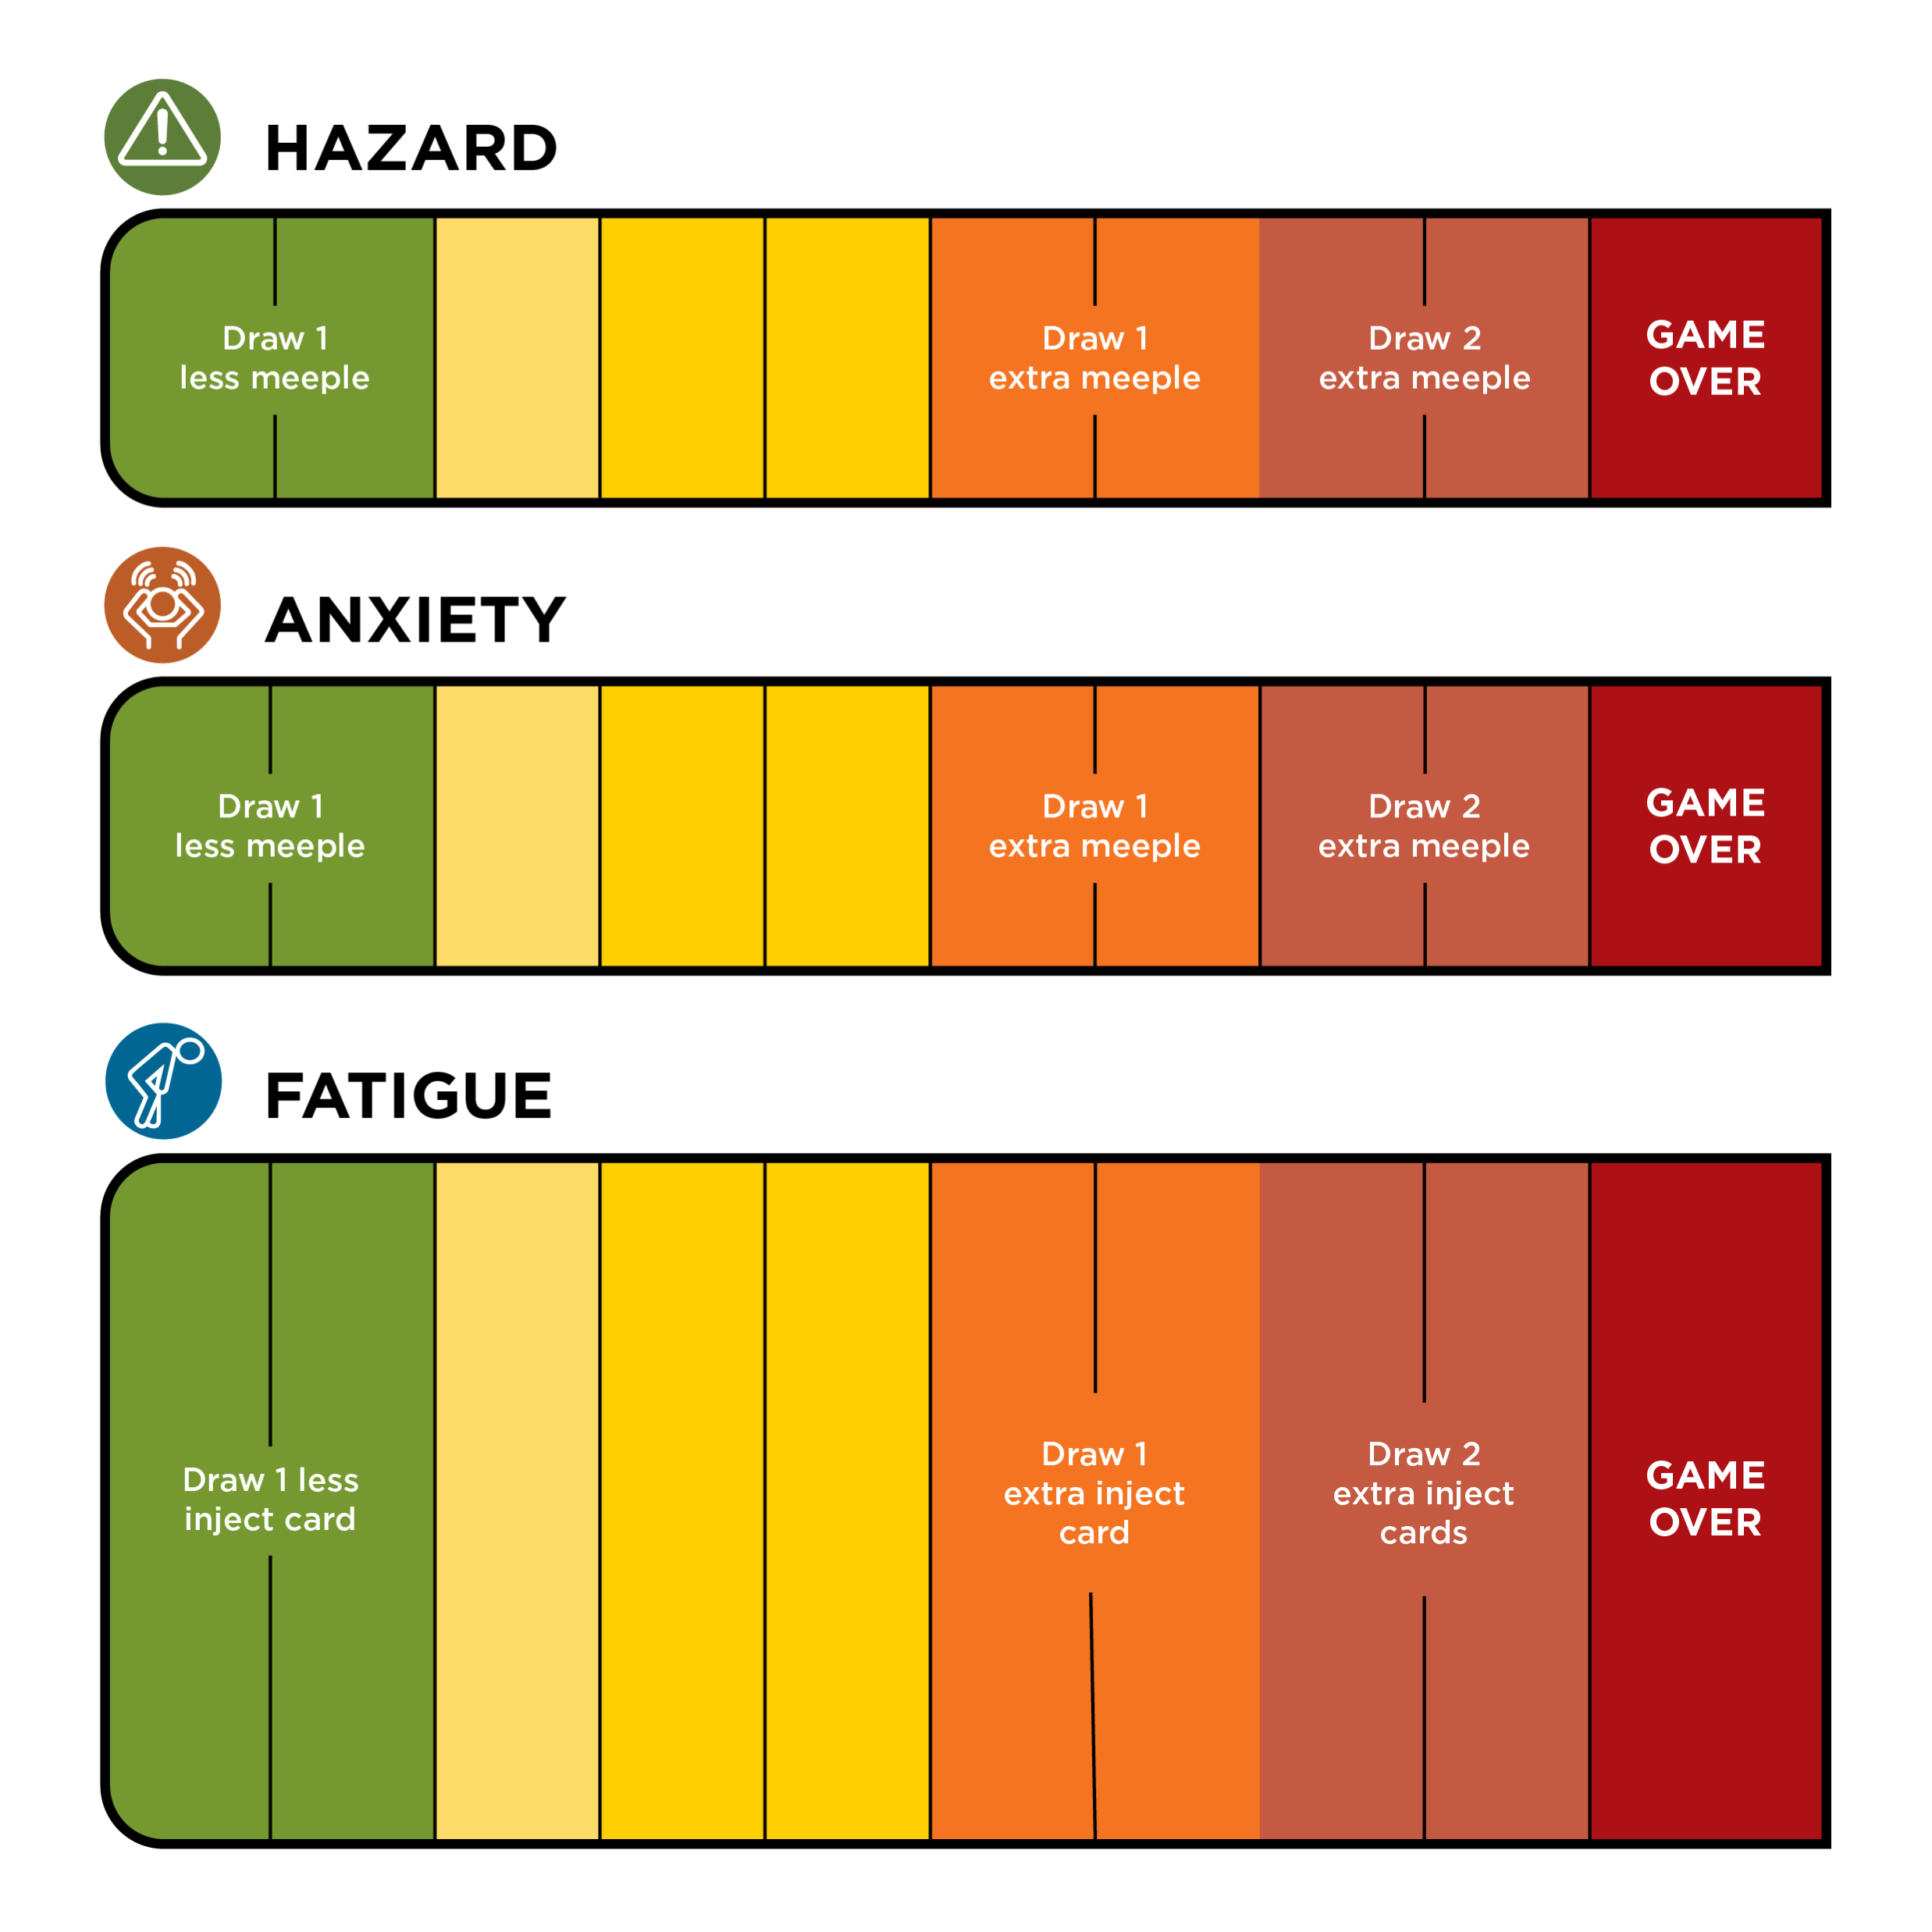 HAZARD
Draw 1
less meeple
Draw 1
extra meeple
Draw 2
extra meeple
GAME
OVER
ANXIETY
Draw 1
less meeple
Draw 1
extra meeple
Draw 2
extra meeple
GAME
OVER
FATIGUE
Draw 1 less
inject card
Draw 1
extra inject
card
Draw 2
extra inject
cards
GAME
OVER